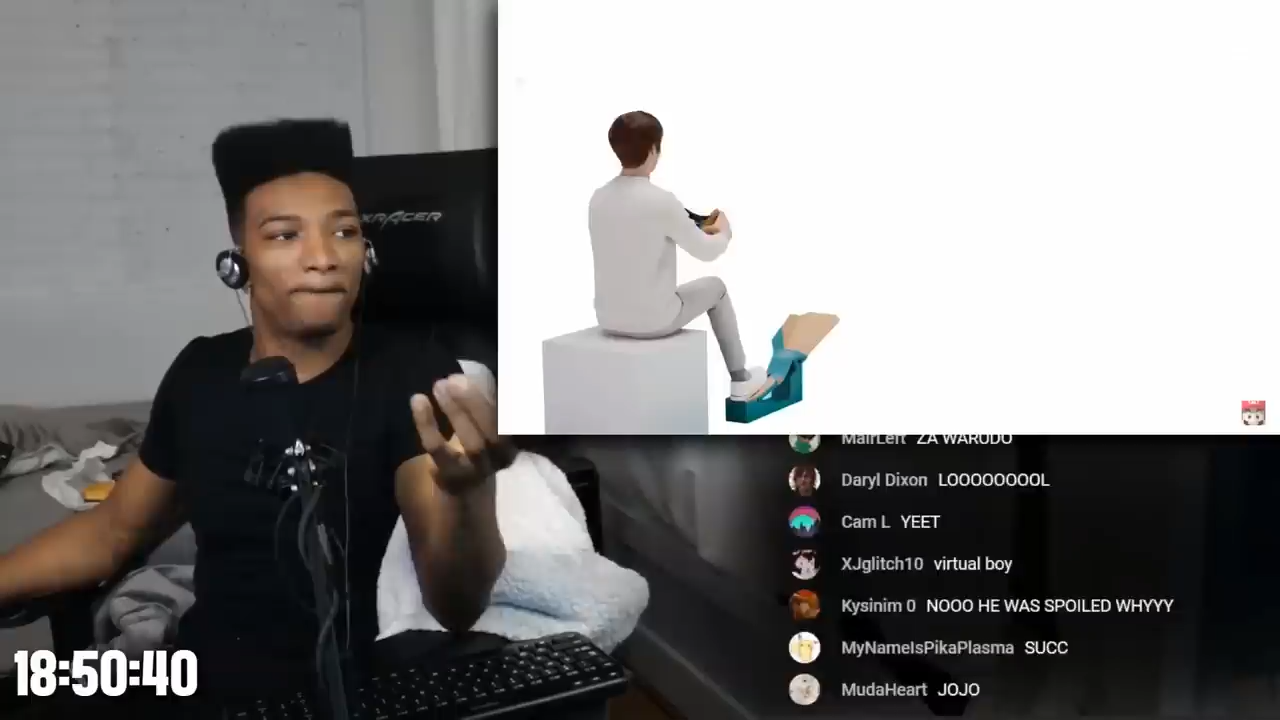 XRACER
MairLeft ZA WARUDO
Daryl Dixon LOOOOOOOOL
Cam L YEET
XJglitch10 virtual boy
Kysinim 0 NOOO HE WAS SPOILED WHYYY
MyNameIsPikaPlasma SUCC
MudaHeart JOJO
18:50:40